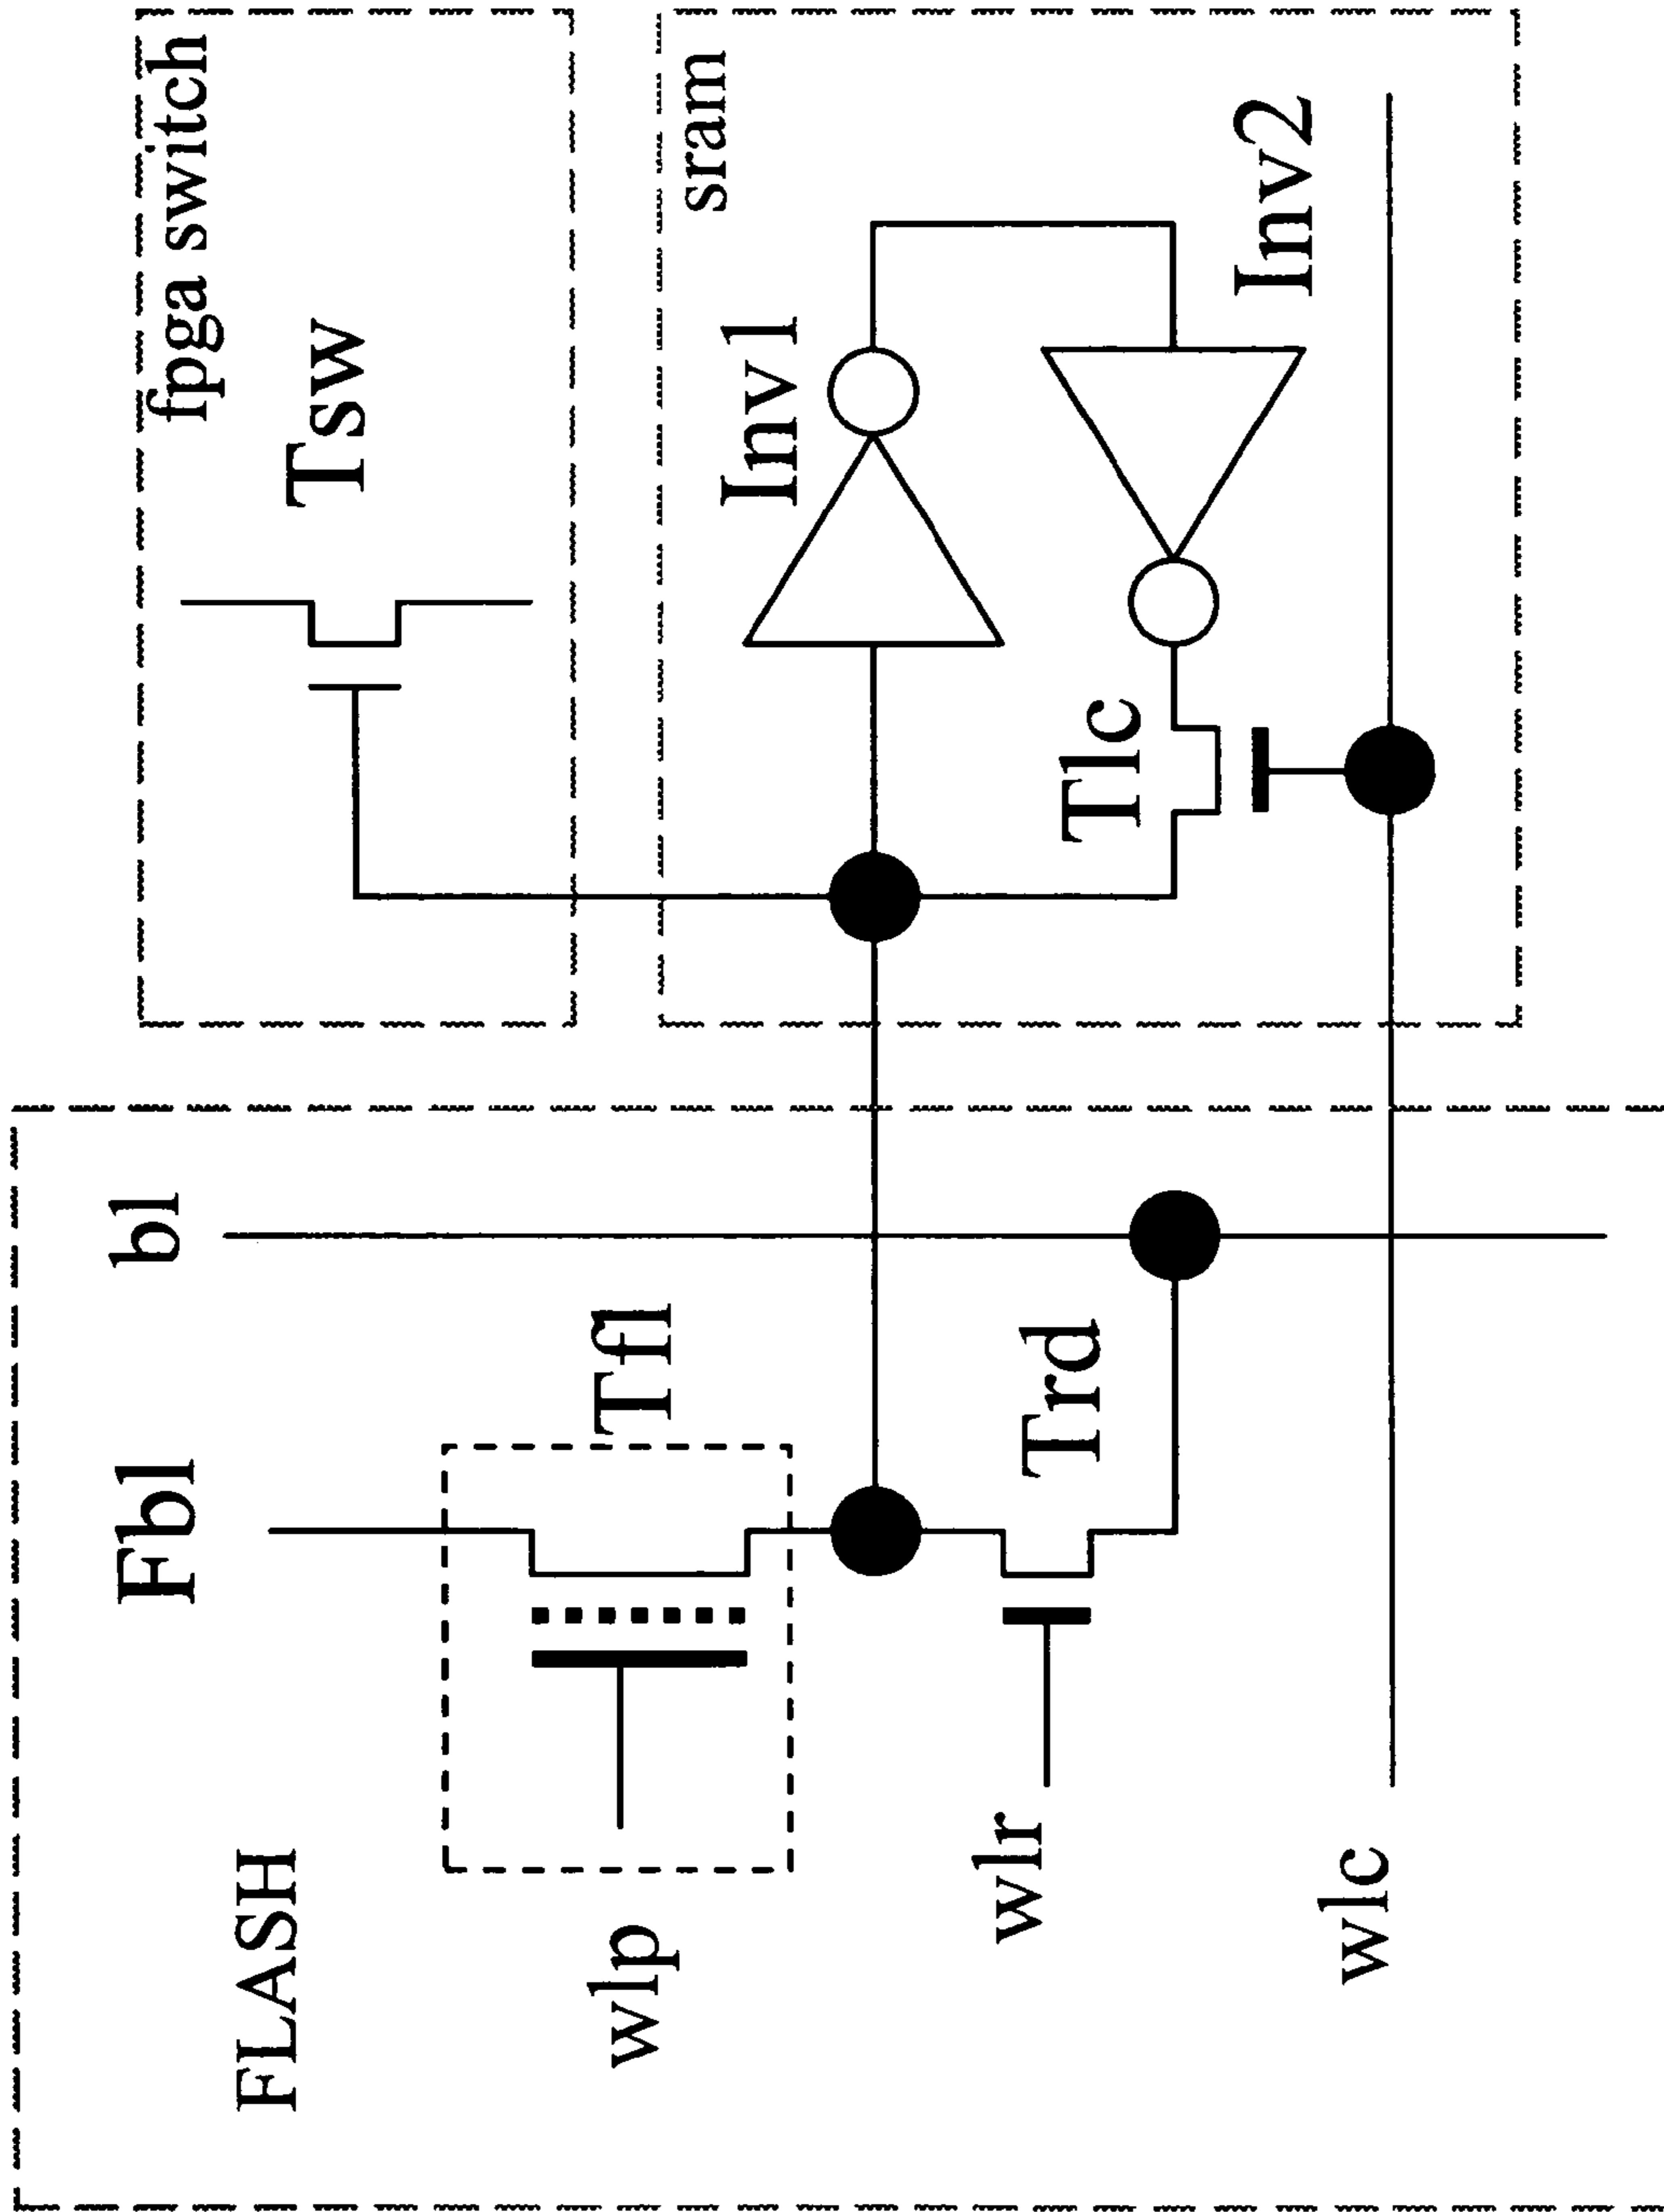 FLASH
Fbl
bl
fpga switch
Tsw
wlp
Tfl
sram
Inv1
wlr
Trd
Tlc
Inv2
wlc